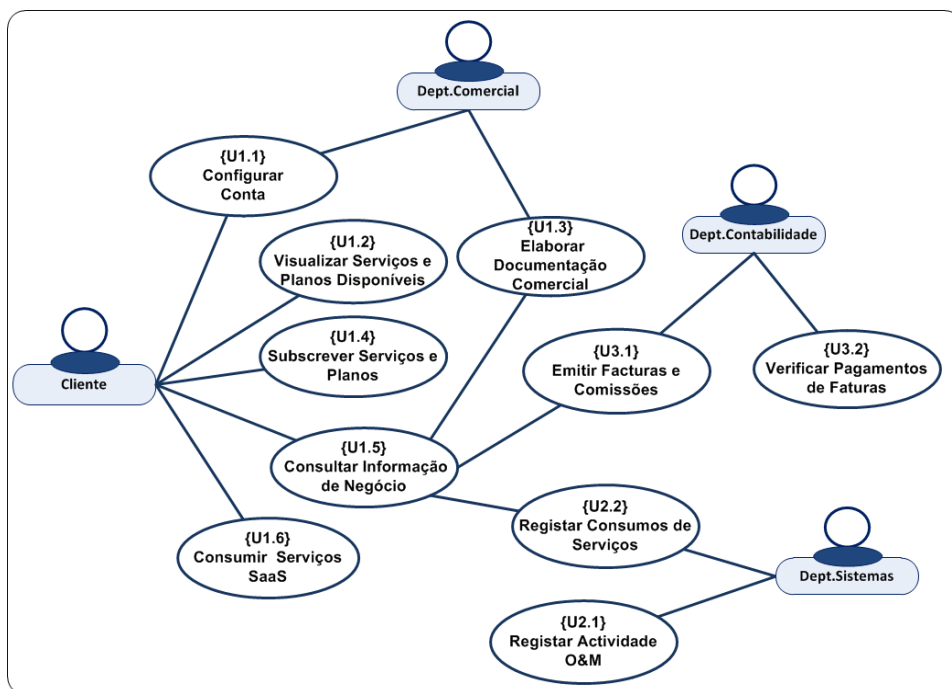 Dept.Comercial
{U1.1}
Configurar
Conta
{U1.2}
Visualizar Serviços e
Planos Disponíveis
{U1.3}
Elaborar
Documentação
Comercial
Dept.Contabilidade
{U1.4}
Subscrever Serviços e
Planos
Cliente
{U3.1}
Emitir Facturas e
Comissões
{U3.2}
Verificar Pagamentos
de Faturas
{U1.5}
Consultar Informação
de Negócio
{U1.6}
Consumir Serviços
SaaS
{U2.2}
Registar Consumos de
Serviços
Dept.Sistemas
{U2.1}
Registar Actividade
O&M